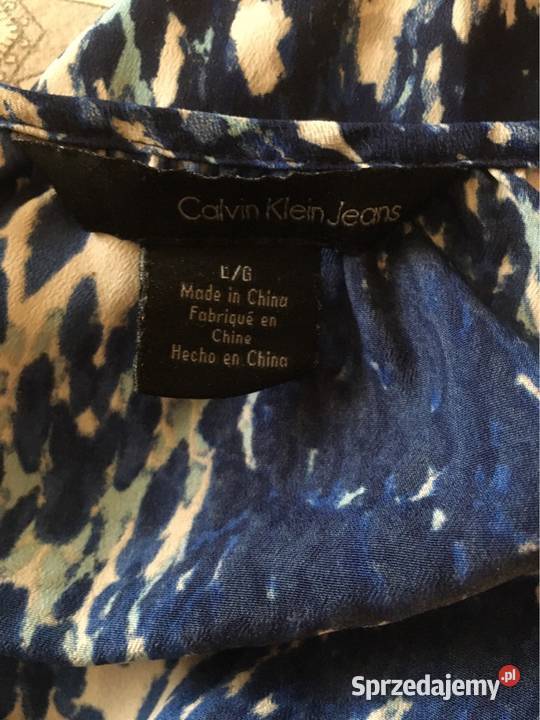 Calvin Klein Jeans
L/G
Made in China
Fabriqué en
Chine
Hecho en China
Sprzedajemy.pl